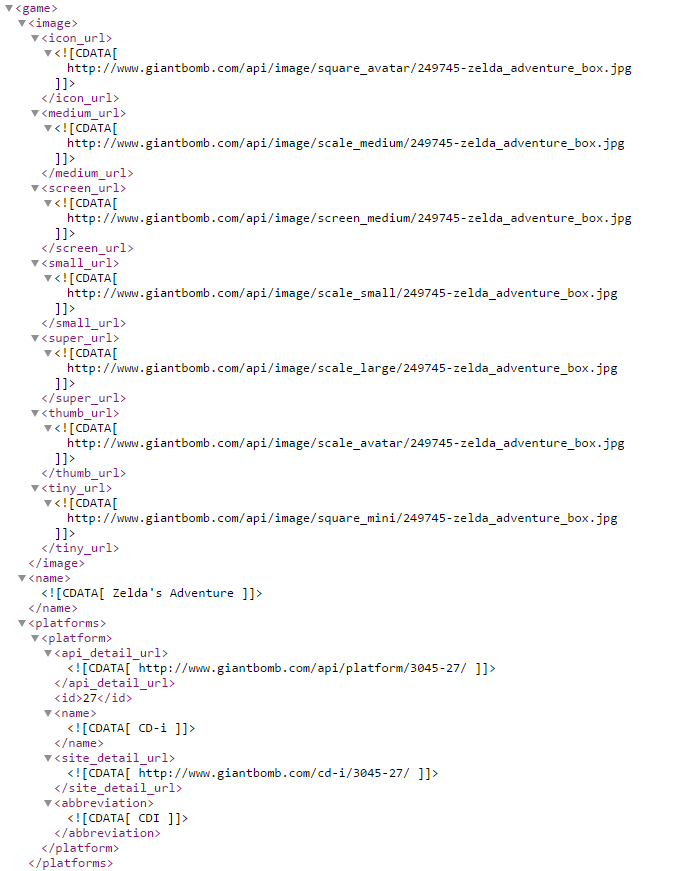 <game>
<image>
<icon_url>
<![CDATA[
http://www.giantbomb.com/api/image/square_avatar/249745-zelda_adventure_box.jpg
]]>
</icon_url>
<medium_url>
<![CDATA[
http://www.giantbomb.com/api/image/scale_medium/249745-zelda_adventure_box.jpg
]]>
</medium_url>
<screen_url>
<![CDATA[
http://www.giantbomb.com/api/image/screen_medium/249745-zelda_adventure_box.jpg
]]>
</screen_url>
<small_url>
<![CDATA[
http://www.giantbomb.com/api/image/scale_small/249745-zelda_adventure_box.jpg
]]>
</small_url>
<super_url>
<![CDATA[
http://www.giantbomb.com/api/image/scale_large/249745-zelda_adventure_box.jpg
]]>
</super_url>
<thumb_url>
<![CDATA[
http://www.giantbomb.com/api/image/scale_avatar/249745-zelda_adventure_box.jpg
]]>
</thumb_url>
<tiny_url>
<![CDATA[
http://www.giantbomb.com/api/image/square_mini/249745-zelda_adventure_box.jpg
]]>
</tiny_url>
</image>
<name>
<![CDATA[ Zelda's Adventure ]]>
</name>
<platforms>
<platform>
<api_detail_url>
<![CDATA[ http://www.giantbomb.com/api/platform/3045-27/ ]]>
</api_detail_url>
<id>27</id>
<name>
<![CDATA[ CD-i ]]>
</name>
<site_detail_url>
<![CDATA[ http://www.giantbomb.com/cd-i/3045-27/ ]]>
</site_detail_url>
<abbreviation>
<![CDATA[ CDI ]]>
</abbreviation>
</platform>
</platforms>